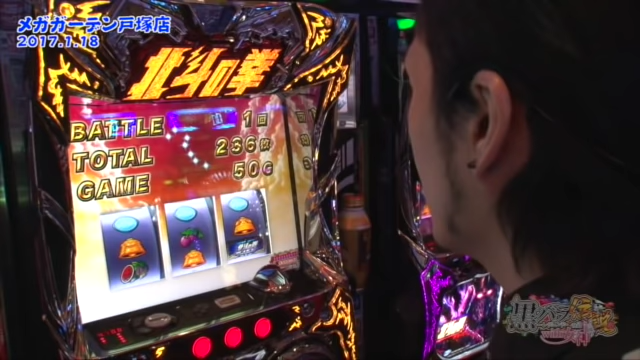 メガガーデン戸塚店
2017.1.18
北斗の拳
BATTLE 1回
TOTAL 236枚
GAME 50G